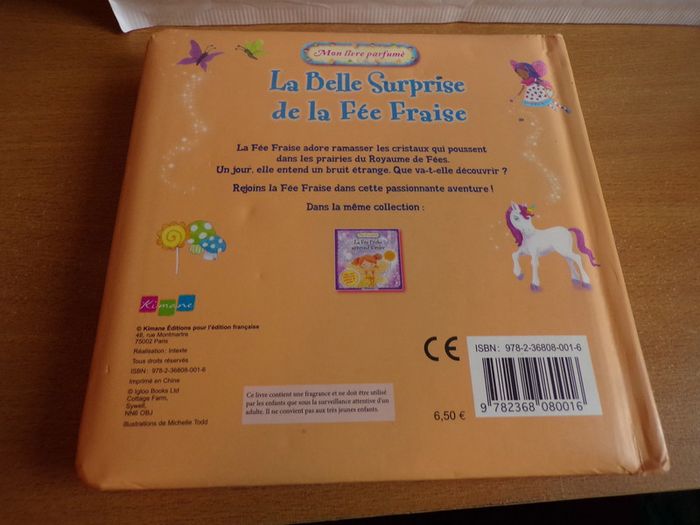 Mon livre parfumé
La Belle Surprise
de la Fée Fraise
La Fée Fraise adore ramasser les cristaux qui poussent
dans les prairies du Royaume de Fées.
Un jour, elle entend un bruit étrange. Que va-t-elle découvrir ?
Rejoins la Fée Fraise dans cette passionnante aventure !
Dans la même collection :
La Fée Pêche
Kimane
© Kimane Éditions pour l'édition française
48, rue Montmartre
75002 Paris
Réalisation : Intexte
Tous droits réservés
ISBN : 978-2-36808-001-6
Imprimé en Chine
© Igloo Books Ltd
Cottage Farm,
Sywell,
NN6 OBJ
Illustrations de Michelle Todd
Ce livre contient une fragrance et ne doit être utilisé
par les enfants que sous la surveillance attentive d'un
adulte. Il ne convient pas aux très jeunes enfants.
CE
6,50 €
ISBN : 978-2-36808-001-6
9 782368 080016